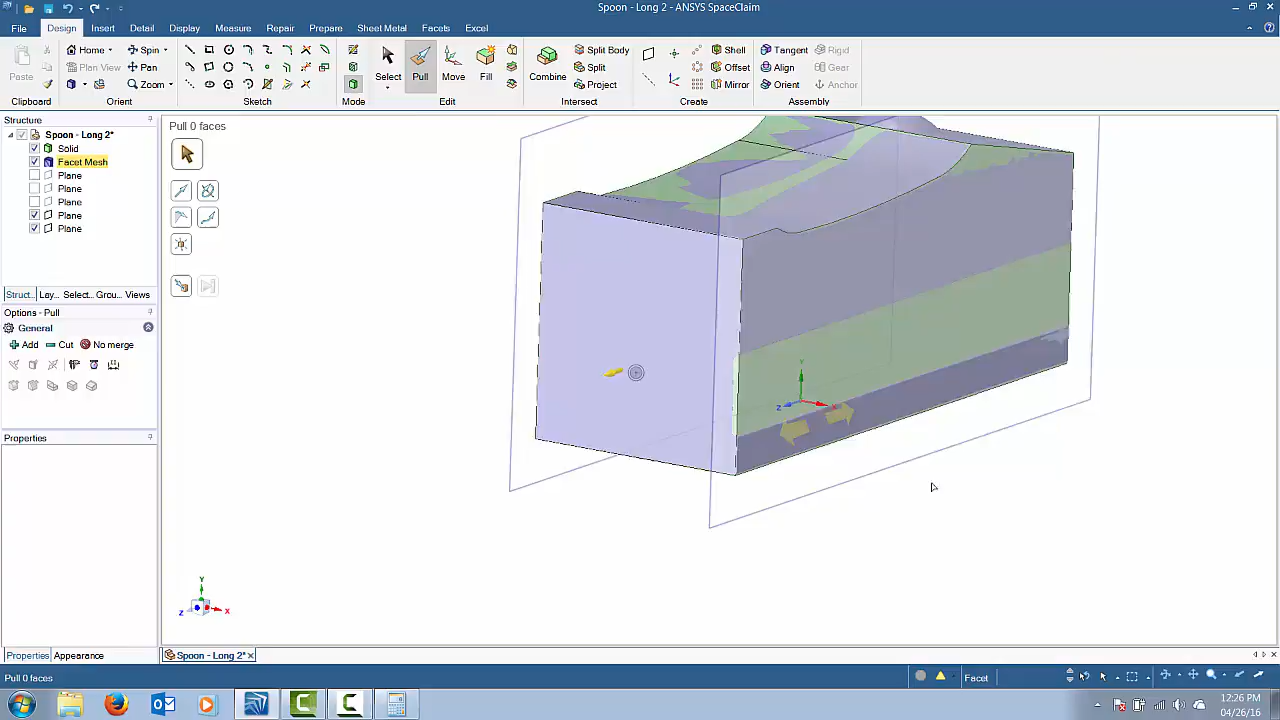 Spoon - Long 2 - ANSYS SpaceClaim
File Design Insert Detail Display Measure Repair Prepare Sheet Metal Facets Excel
Paste
Home
Plan View
Spin
Pan
Zoom
Select
Pull
Move
Fill
Combine
Split Body
Split
Project
Shell
Offset
Mirror
Tangent
Align
Orient
Rigid
Gear
Anchor
Clipboard Orient Sketch Mode Edit Intersect Create Assembly
Structure
Spoon - Long 2*
Solid
Facet Mesh
Plane
Plane
Plane
Plane
Plane
Struct... Lay... Select... Grou... Views
Options - Pull
General
Add Cut No merge
Properties
Properties Appearance
Pull 0 faces
Y
Z
Y
Z X
Spoon - Long 2*
Pull 0 faces
Facet
12:26 PM
04/26/16